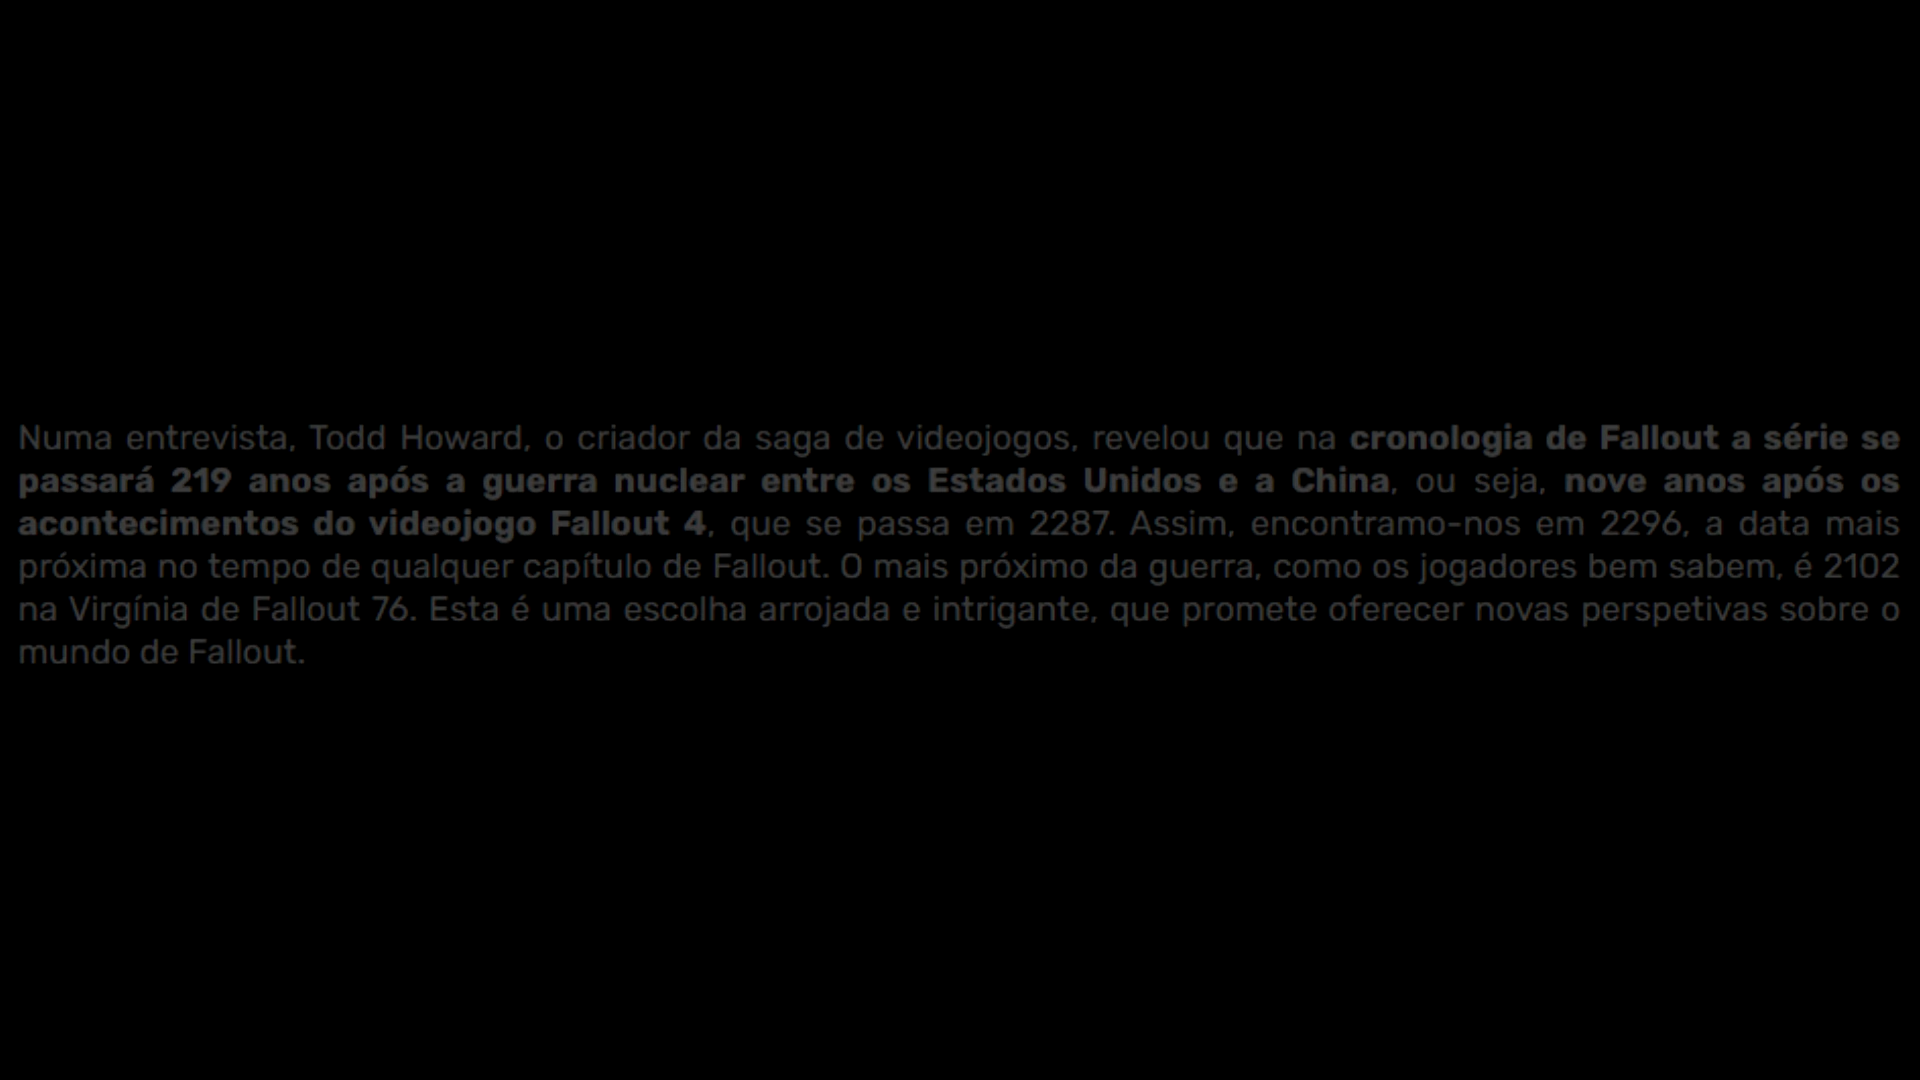 Numa entrevista, Todd Howard, o criador da saga de videojogos, revelou que na cronologia de Fallout a série se
passará 219 anos após a guerra nuclear entre os Estados Unidos e a China, ou seja, nove anos após os
acontecimentos do videojogo Fallout 4, que se passa em 2287. Assim, encontramo-nos em 2296, a data mais
próxima no tempo de qualquer capítulo de Fallout. O mais próximo da guerra, como os jogadores bem sabem, é 2102
na Virgínia de Fallout 76. Esta é uma escolha arrojada e intrigante, que promete oferecer novas perspetivas sobre o
mundo de Fallout.